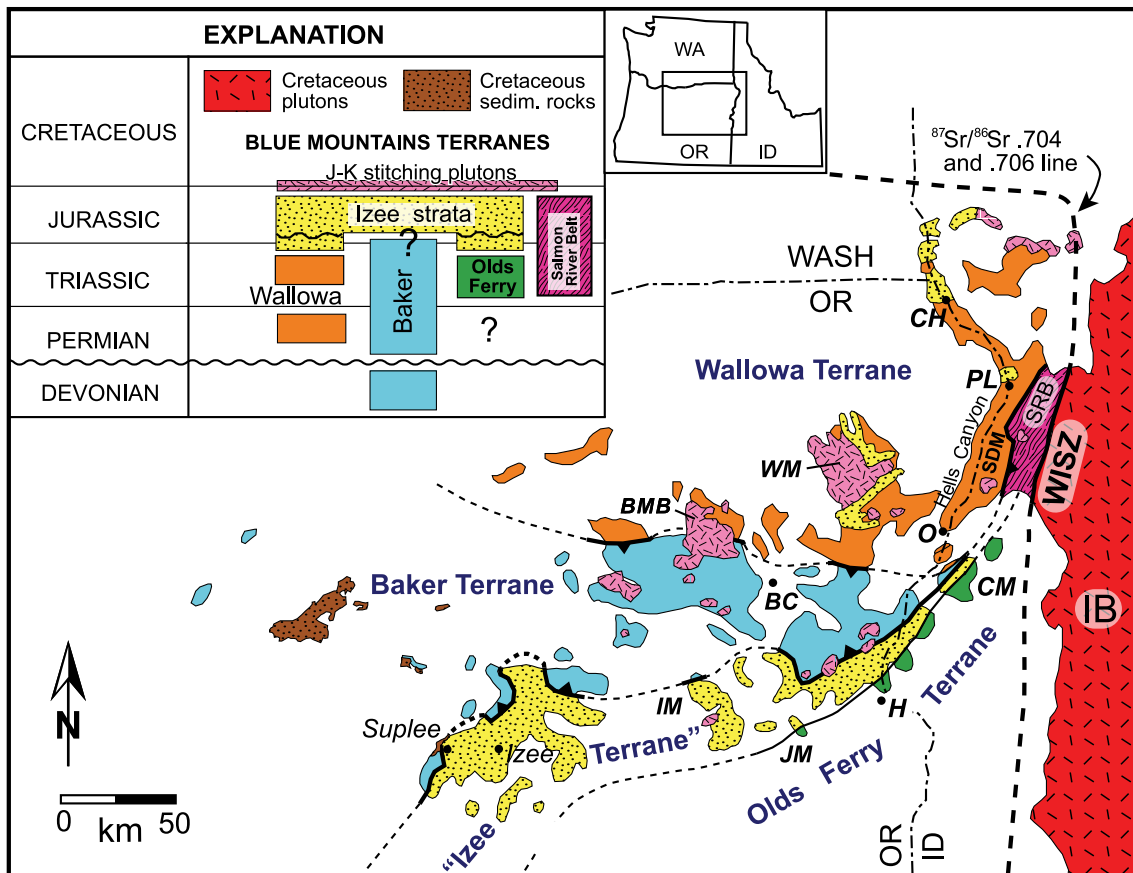 EXPLANATION
CRETACEOUS
Cretaceous
plutons
Cretaceous
sedim. rocks
BLUE MOUNTAINS TERRANES
J-K stitching plutons
JURASSIC
Izee strata
?
TRIASSIC
Wallowa
Baker
Olds
Ferry
Salmon
River Belt
PERMIAN
?
DEVONIAN
WA
OR
ID
87Sr/86Sr .704
and .706 line
WASH
OR
CH
Wallowa Terrane
PL
Hells Canyon
SDM
SRB
WISZ
WM
BMB
O
Baker Terrane
BC
CM
IB
N
Suplee
Izee
IM
H
JM
"Izee
Terrane"
Olds Ferry
Terrane
OR
ID
0
50
km